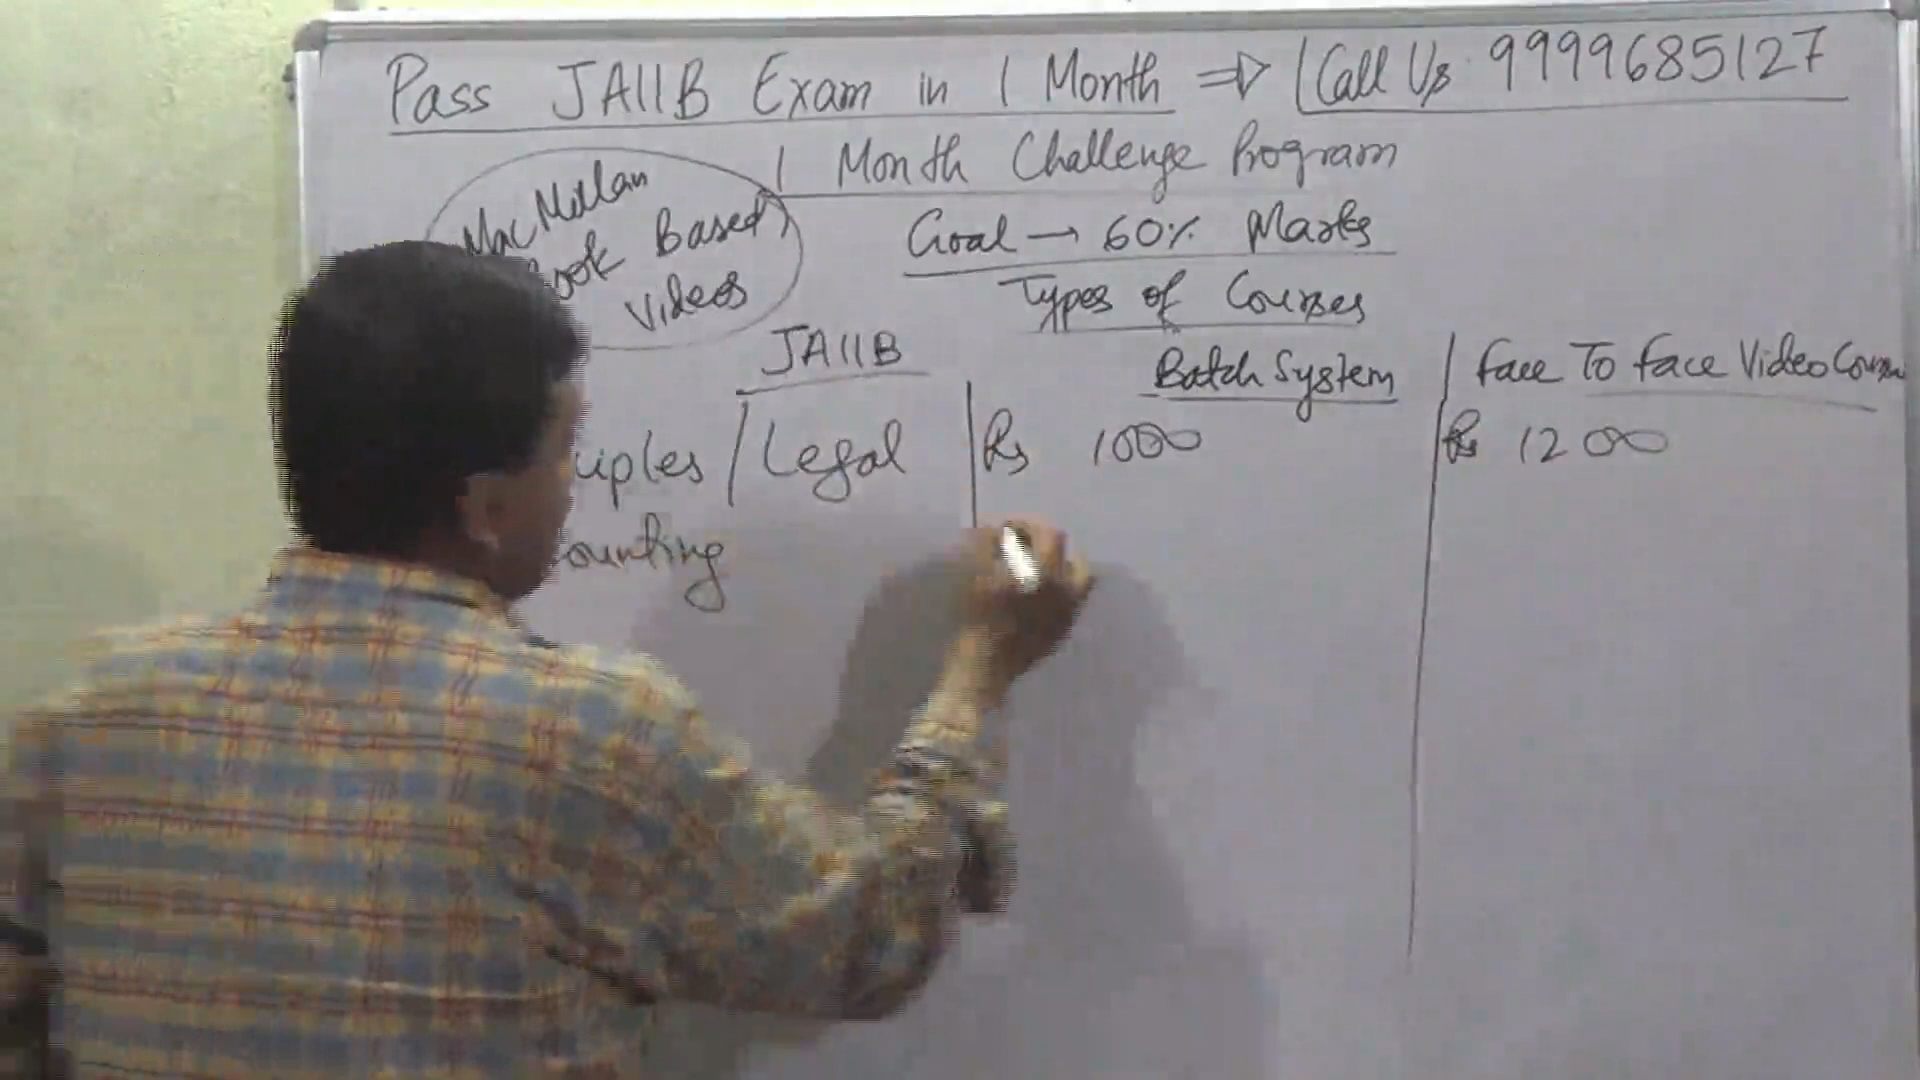 Pass JAIIB Exam in 1 Month ⇒ Call Us 9999685127
1 Month Challenge Program
MacMillan
Book Based
Videos
Goal → 60% Marks
Types of Courses
JAIIB
Batch System
Face To Face Video Course
ciples / Legal
Rs 1000
Rs 1200
ounting